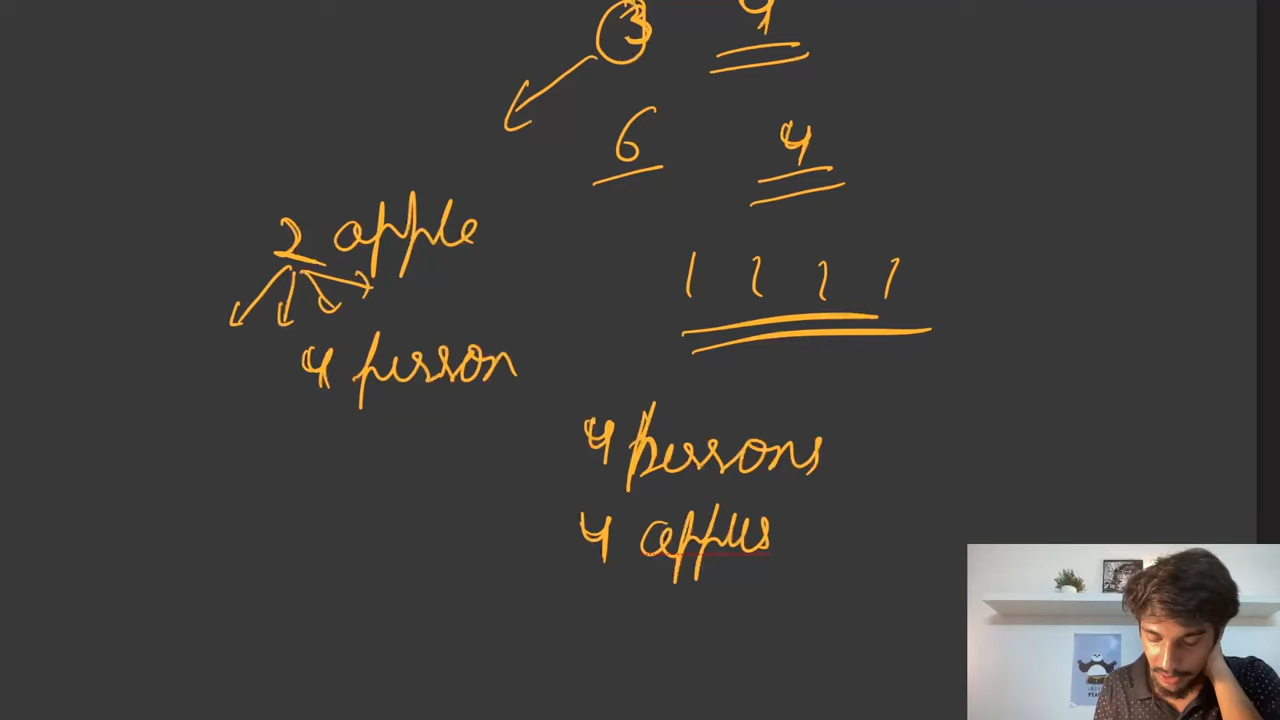 3 4
6 4
2 apple
1 1 1 1
4 person
4 persons
4 apples